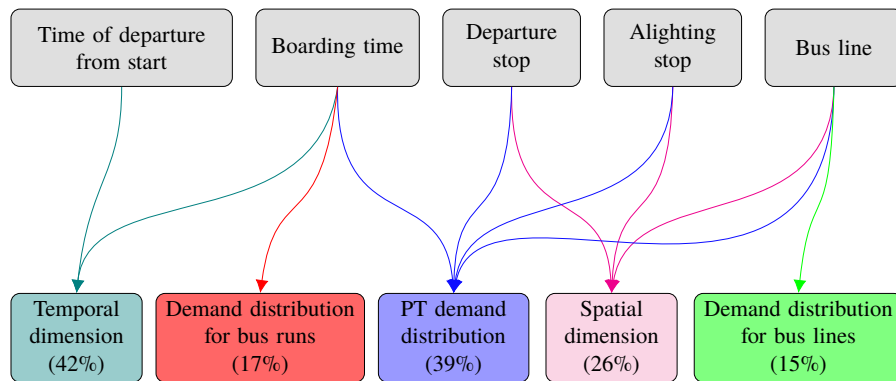 Time of departure
from start
Boarding time
Departure
stop
Alighting
stop
Bus line
Temporal
dimension
(42%)
Demand distribution
for bus runs
(17%)
PT demand
distribution
(39%)
Spatial
dimension
(26%)
Demand distribution
for bus lines
(15%)